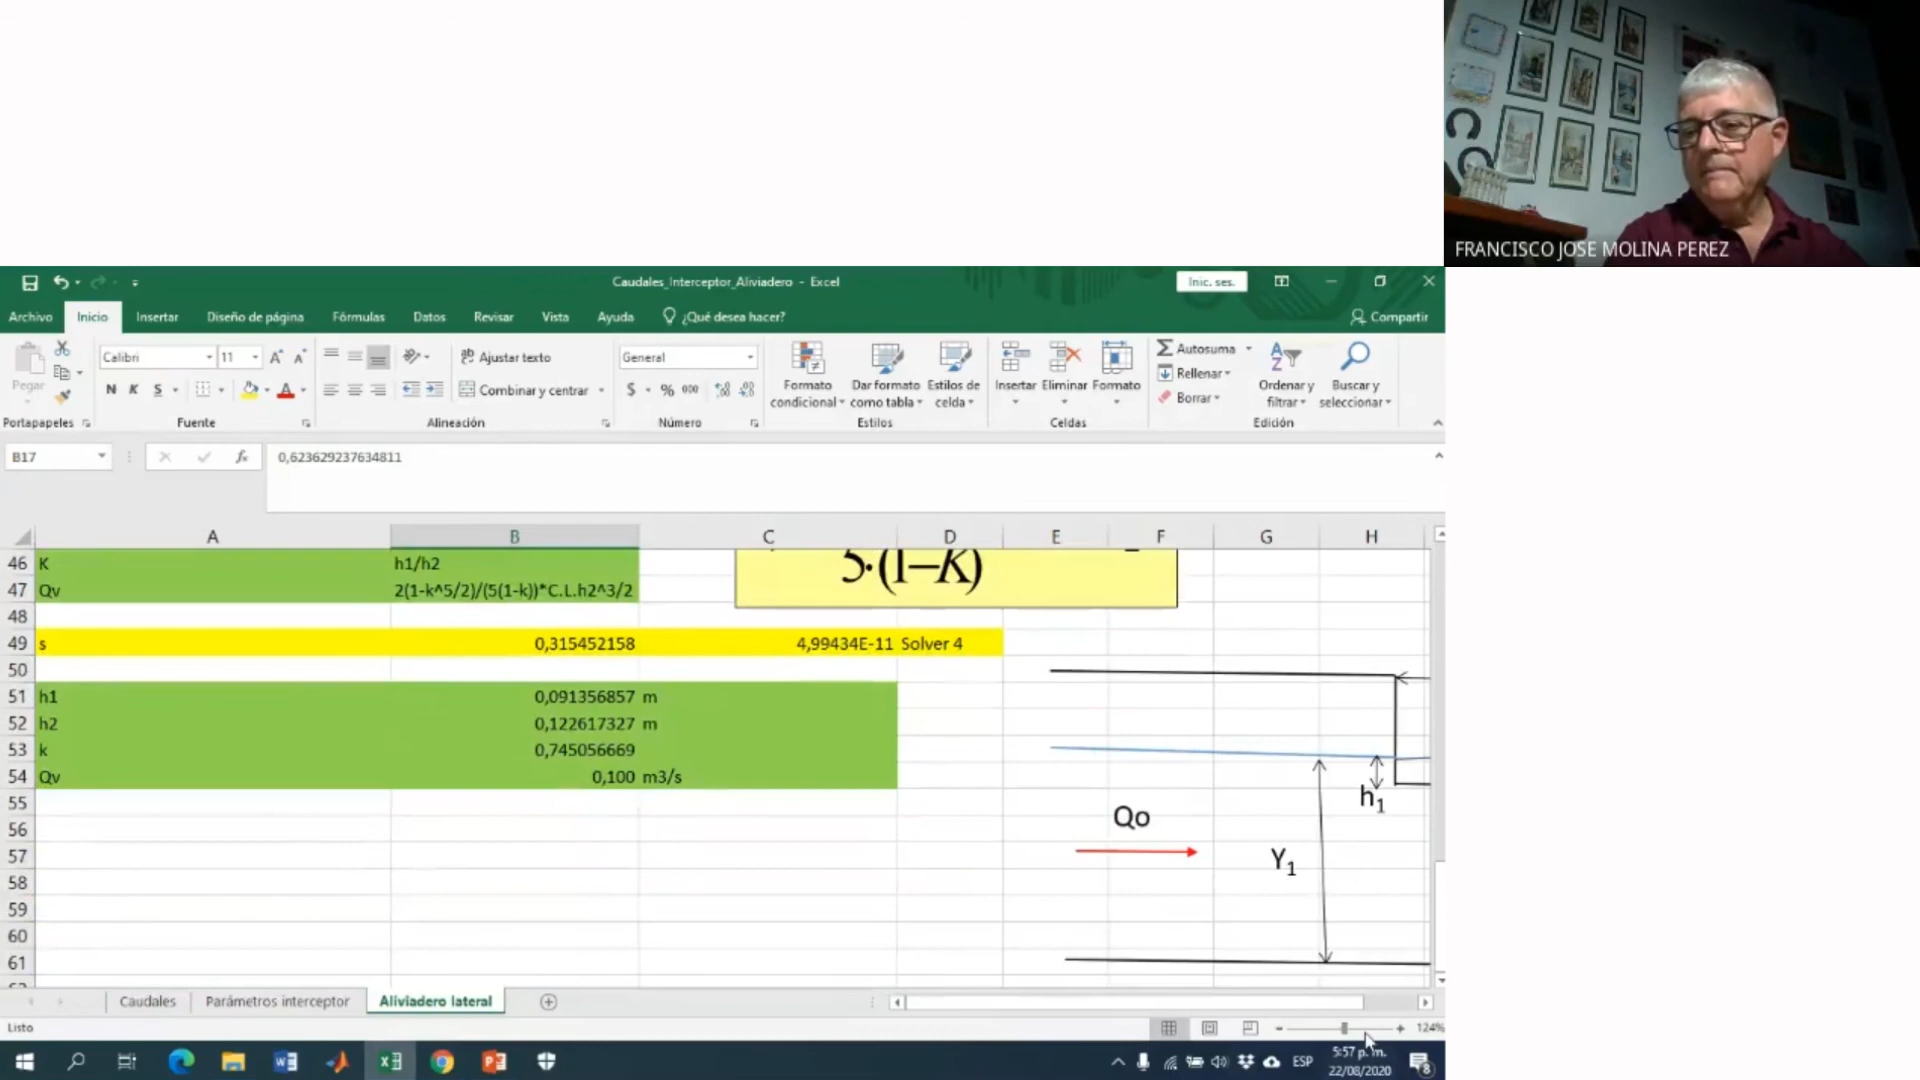 FRANCISCO JOSE MOLINA PEREZ
Caudales_Interceptor_Aliviadero - Excel
Inic. ses.
Archivo Inicio Insertar Diseño de página Fórmulas Datos Revisar Vista Ayuda ¿Qué desea hacer? Compartir
Pegar
Calibri 11
N K S
Ajustar texto
Combinar y centrar
General
$ % 000
Formato condicional
Dar formato como tabla
Estilos de celda
Insertar Eliminar Formato
Autosuma
Rellenar
Borrar
Ordenar y filtrar
Buscar y seleccionar
Portapapeles Fuente Alineación Número Estilos Celdas Edición
B17 fx 0,623629237634811
A B C D E F G H
46 K h1/h2
47 Qv 2(1-k^5/2)/(5(1-k))*C.L.h2^3/2
5·(1–K)
48
49 s 0,315452158 4,99434E-11 Solver 4
50
51 h1 0,091356857 m
52 h2 0,122617327 m
53 k 0,745056669
54 Qv 0,100 m3/s
55
56
57
58
59
60
61
h1
Qo
Y1
Caudales Parámetros interceptor Aliviadero lateral
Listo
124%
ESP
5:57 p. m.
22/08/2020
8